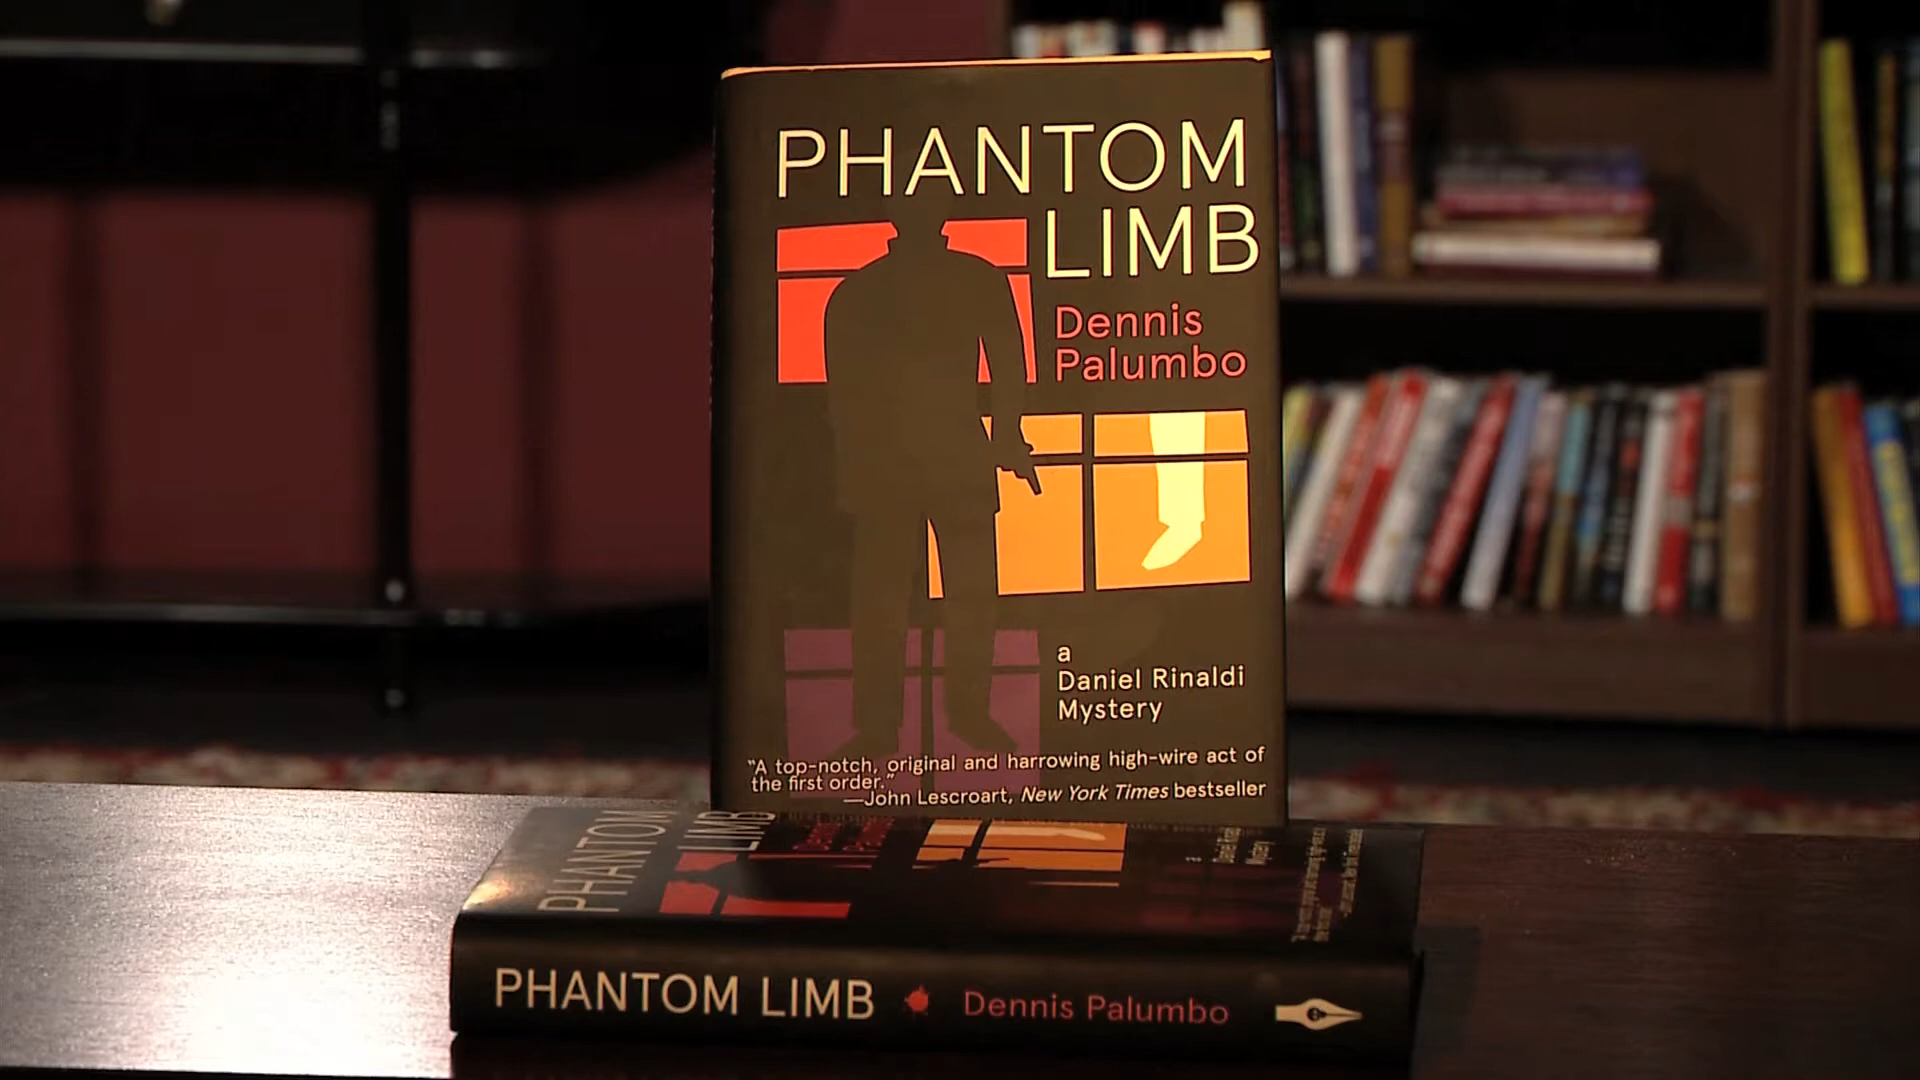 PHANTOM
LIMB
Dennis
Palumbo
a
Daniel Rinaldi
Mystery
"A top-notch, original and harrowing high-wire act of
the first order."
—John Lescroart, New York Times bestseller
PHANTOM
LIMB
PHANTOM LIMB Dennis Palumbo